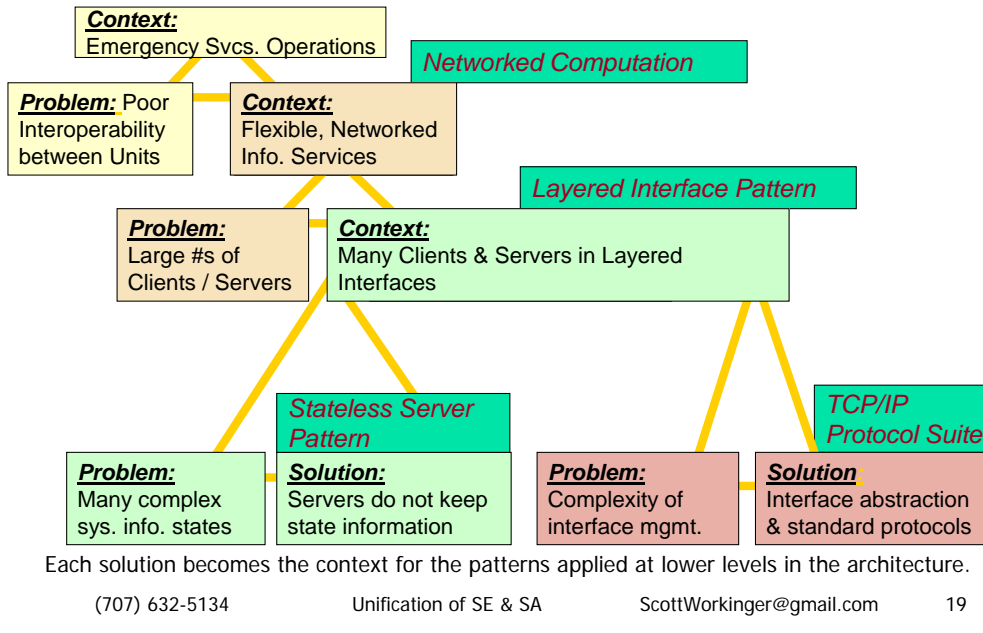 Context:
Emergency Svcs. Operations
Networked Computation
Problem: Poor
Interoperability
between Units
Context:
Flexible, Networked
Info. Services
Layered Interface Pattern
Problem:
Large #s of
Clients / Servers
Context:
Many Clients & Servers in Layered
Interfaces
Stateless Server
Pattern
TCP/IP
Protocol Suite
Problem:
Many complex
sys. info. states
Solution:
Servers do not keep
state information
Problem:
Complexity of
interface mgmt.
Solution:
Interface abstraction
& standard protocols
Each solution becomes the context for the patterns applied at lower levels in the architecture.
(707) 632-5134 Unification of SE & SA ScottWorkinger@gmail.com 19